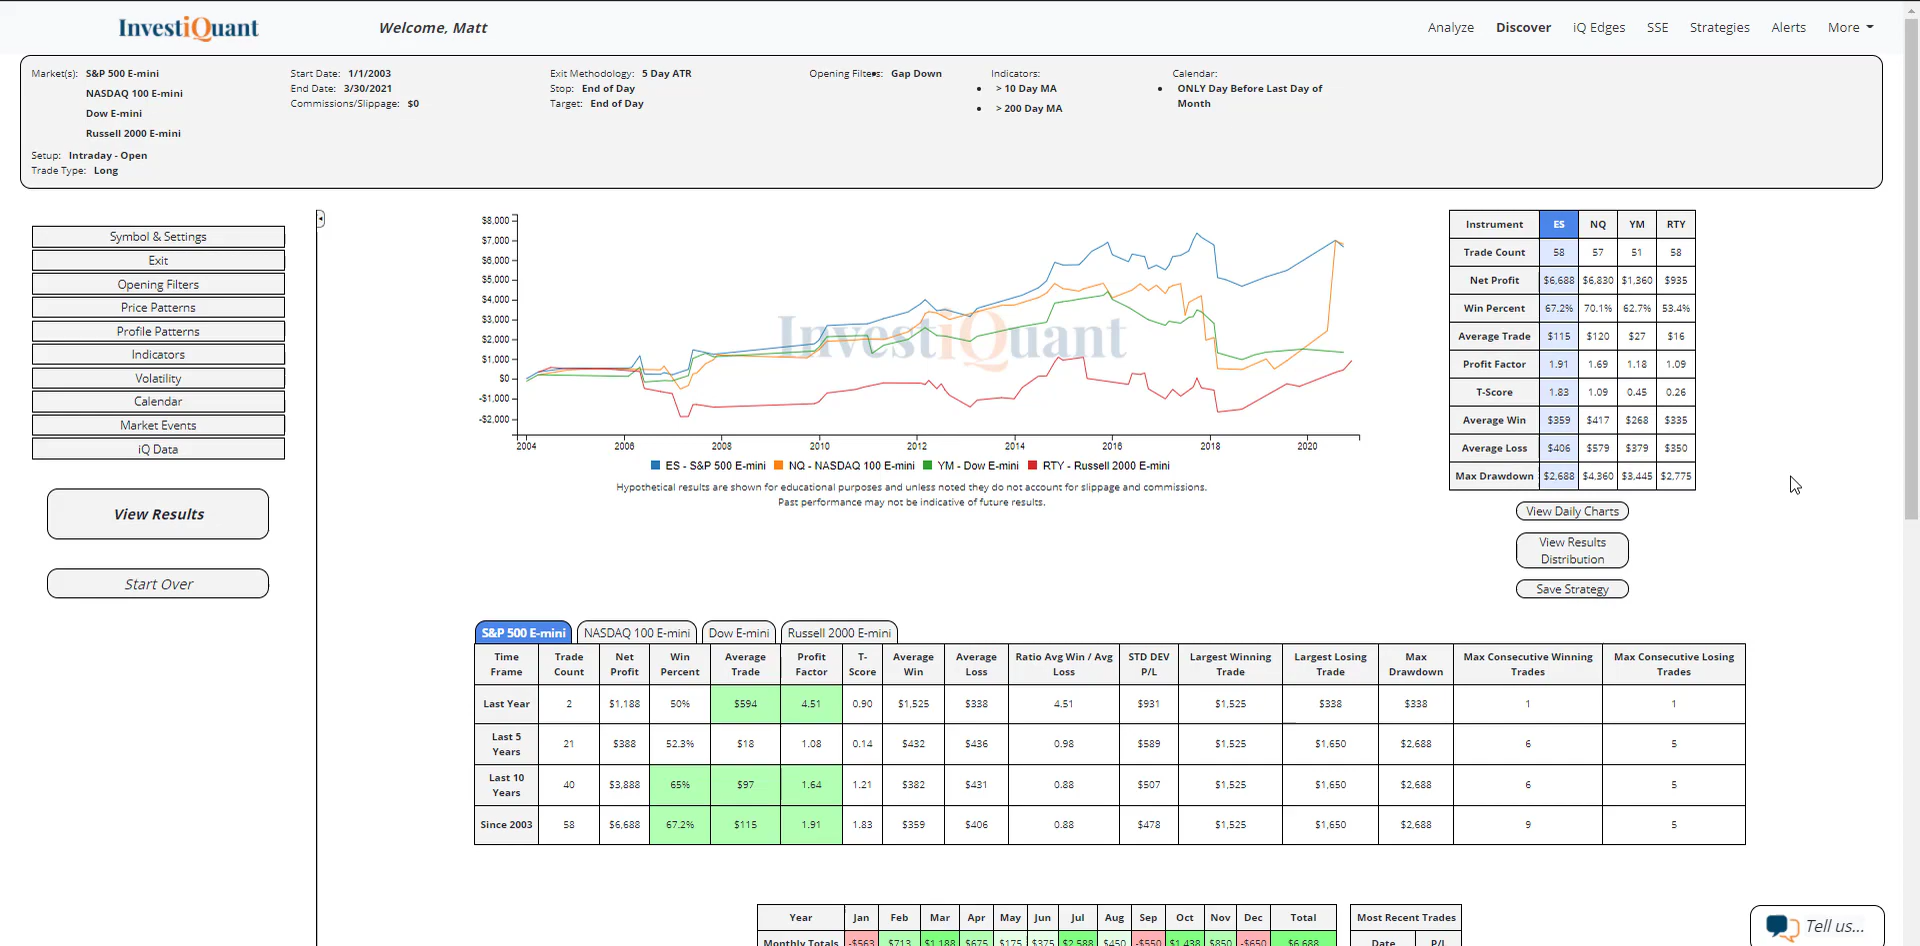 InvestiQuant
Welcome, Matt
Analyze Discover iQ Edges SSE Strategies Alerts More
Market(s): S&P 500 E-mini
NASDAQ 100 E-mini
Dow E-mini
Russell 2000 E-mini
Setup: Intraday - Open
Trade Type: Long
Start Date: 1/1/2003
End Date: 3/30/2021
Commissions/Slippage: $0
Exit Methodology: 5 Day ATR
Stop: End of Day
Target: End of Day
Opening Filters: Gap Down
Indicators:
• > 10 Day MA
• > 200 Day MA
Calendar:
• ONLY Day Before Last Day of
Month
Symbol & Settings
Exit
Opening Filters
Price Patterns
Profile Patterns
Indicators
Volatility
Calendar
Market Events
iQ Data
View Results
Start Over
$8,000
$7,000
$6,000
$5,000
$4,000
$3,000
$2,000
$1,000
$0
-$1,000
-$2,000
InvestiQuant
2004 2006 2008 2010 2012 2014 2016 2018 2020
ES - S&P 500 E-mini NQ - NASDAQ 100 E-mini YM - Dow E-mini RTY - Russell 2000 E-mini
Hypothetical results are shown for educational purposes and unless noted they do not account for slippage and commissions.
Past performance may not be indicative of future results.
Instrument ES NQ YM RTY
Trade Count 58 57 51 58
Net Profit $6,688 $6,830 $1,360 $935
Win Percent 67.2% 70.1% 62.7% 53.4%
Average Trade $115 $120 $27 $16
Profit Factor 1.91 1.69 1.18 1.09
T-Score 1.83 1.09 0.45 0.26
Average Win $359 $417 $268 $335
Average Loss $406 $579 $379 $350
Max Drawdown $2,688 $4,360 $3,445 $2,775
View Daily Charts
View Results
Distribution
Save Strategy
S&P 500 E-mini NASDAQ 100 E-mini Dow E-mini Russell 2000 E-mini
Time Frame Trade Count Net Profit Win Percent Average Trade Profit Factor T-Score Average Win Average Loss Ratio Avg Win / Avg Loss STD DEV P/L Largest Winning Trade Largest Losing Trade Max Drawdown Max Consecutive Winning Trades Max Consecutive Losing Trades
Last Year 2 $1,188 50% $594 4.51 0.90 $1,525 $338 4.51 $931 $1,525 $338 $338 1 1
Last 5 Years 21 $388 52.3% $18 1.08 0.14 $432 $436 0.98 $589 $1,525 $1,650 $2,688 6 5
Last 10 Years 40 $3,888 65% $97 1.64 1.21 $382 $431 0.88 $507 $1,525 $1,650 $2,688 6 5
Since 2003 58 $6,688 67.2% $115 1.91 1.83 $359 $406 0.88 $478 $1,525 $1,650 $2,688 9 5
Year Jan Feb Mar Apr May Jun Jul Aug Sep Oct Nov Dec Total
Monthly Totals -$563 $713 $1,188 $675 $175 $375 $2,588 $450 -$550 $1,438 $850 -$650 $6,688
Most Recent Trades
Date P/L
Tell us...